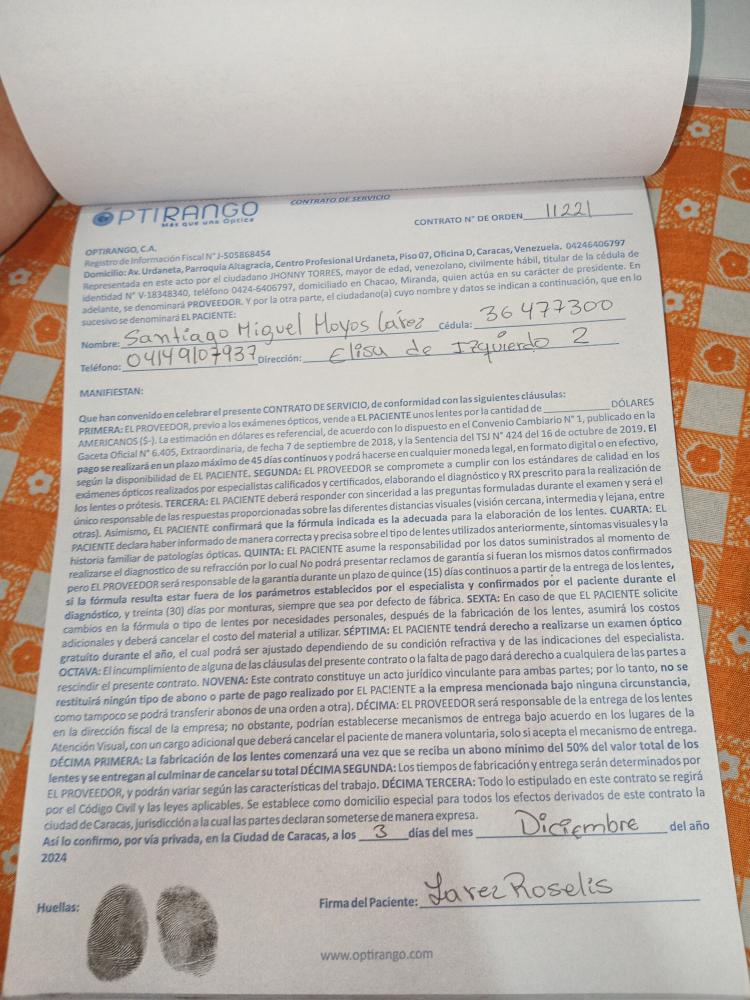 OPTIRANGO
Más que una Óptica
CONTRATO DE SERVICIO
CONTRATO N° DE ORDEN 11221
OPTIRANGO, C.A.
Registro de Información Fiscal N° J-505868454
Domicilio: Av. Urdaneta, Parroquia Altagracia, Centro Profesional Urdaneta, Piso 07, Oficina D, Caracas, Venezuela. 04246406797
Representada en este acto por el ciudadano JHONNY TORRES, mayor de edad, venezolano, civilmente hábil, titular de la cédula de
identidad N° V-18348340, teléfono 0424-6406797, domiciliado en Chacao, Miranda, quien actúa en su carácter de presidente. En
adelante, se denominará PROVEEDOR. Y por la otra parte, el ciudadano(a) cuyo nombre y datos se indican a continuación, que en lo
sucesivo se denominará EL PACIENTE:
Nombre: Santiago Miguel Hoyos Lárez Cédula: 36477300
Teléfono: 04149107937 Dirección: Elisa de Izquierdo 2
MANIFIESTAN:
Que han convenido en celebrar el presente CONTRATO DE SERVICIO, de conformidad con las siguientes cláusulas:
PRIMERA: EL PROVEEDOR, previo a los exámenes ópticos, vende a EL PACIENTE unos lentes por la cantidad de DÓLARES
AMERICANOS ($-). La estimación en dólares es referencial, de acuerdo con lo dispuesto en el Convenio Cambiario N° 1, publicado en la
Gaceta Oficial N° 6.405, Extraordinaria, de fecha 7 de septiembre de 2018, y la Sentencia del TSJ N° 424 del 16 de octubre de 2019. El
pago se realizará en un plazo máximo de 45 días continuos y podrá hacerse en cualquier moneda legal, en formato digital o en efectivo,
según la disponibilidad de EL PACIENTE. SEGUNDA: EL PROVEEDOR se compromete a cumplir con los estándares de calidad en los
exámenes ópticos realizados por especialistas calificados y certificados, elaborando el diagnóstico y RX prescrito para la realización de
los lentes o prótesis. TERCERA: EL PACIENTE deberá responder con sinceridad a las preguntas formuladas durante el examen y será el
único responsable de las respuestas proporcionadas sobre las diferentes distancias visuales (visión cercana, intermedia y lejana, entre
otras). Asimismo, EL PACIENTE confirmará que la fórmula indicada es la adecuada para la elaboración de los lentes. CUARTA: EL
PACIENTE declara haber informado de manera correcta y precisa sobre el tipo de lentes utilizados anteriormente, síntomas visuales y la
historia familiar de patologías ópticas. QUINTA: EL PACIENTE asume la responsabilidad por los datos suministrados al momento de
realizarse el diagnostico de su refracción por lo cual No podrá presentar reclamos de garantía si fueran los mismos datos confirmados
pero EL PROVEEDOR será responsable de la garantía durante un plazo de quince (15) días continuos a partir de la entrega de los lentes,
si la fórmula resulta estar fuera de los parámetros establecidos por el especialista y confirmados por el paciente durante el
diagnóstico, y treinta (30) días por monturas, siempre que sea por defecto de fábrica. SEXTA: En caso de que EL PACIENTE solicite
cambios en la fórmula o tipo de lentes por necesidades personales, después de la fabricación de los lentes, asumirá los costos
adicionales y deberá cancelar el costo del material a utilizar. SÉPTIMA: EL PACIENTE tendrá derecho a realizarse un examen óptico
gratuito durante el año, el cual podrá ser ajustado dependiendo de su condición refractiva y de las indicaciones del especialista.
OCTAVA: El incumplimiento de alguna de las cláusulas del presente contrato o la falta de pago dará derecho a cualquiera de las partes a
rescindir el presente contrato. NOVENA: Este contrato constituye un acto jurídico vinculante para ambas partes; por lo tanto, no se
restituirá ningún tipo de abono o parte de pago realizado por EL PACIENTE a la empresa mencionada bajo ninguna circunstancia,
como tampoco se podrá transferir abonos de una orden a otra). DÉCIMA: EL PROVEEDOR será responsable de la entrega de los lentes
en la dirección fiscal de la empresa; no obstante, podrían establecerse mecanismos de entrega bajo acuerdo en los lugares de la
Atención Visual, con un cargo adicional que deberá cancelar el paciente de manera voluntaria, solo si acepta el mecanismo de entrega.
DÉCIMA PRIMERA: La fabricación de los lentes comenzará una vez que se reciba un abono mínimo del 50% del valor total de los
lentes y se entregan al culminar de cancelar su total DÉCIMA SEGUNDA: Los tiempos de fabricación y entrega serán determinados por
EL PROVEEDOR, y podrán variar según las características del trabajo. DÉCIMA TERCERA: Todo lo estipulado en este contrato se regirá
por el Código Civil y las leyes aplicables. Se establece como domicilio especial para todos los efectos derivados de este contrato la
ciudad de Caracas, jurisdicción a la cual las partes declaran someterse de manera expresa.
Así lo confirmo, por vía privada, en la Ciudad de Caracas, a los 3 días del mes Diciembre del año
2024
Huellas:
Firma del Paciente: Larez Roselis
www.optirango.com